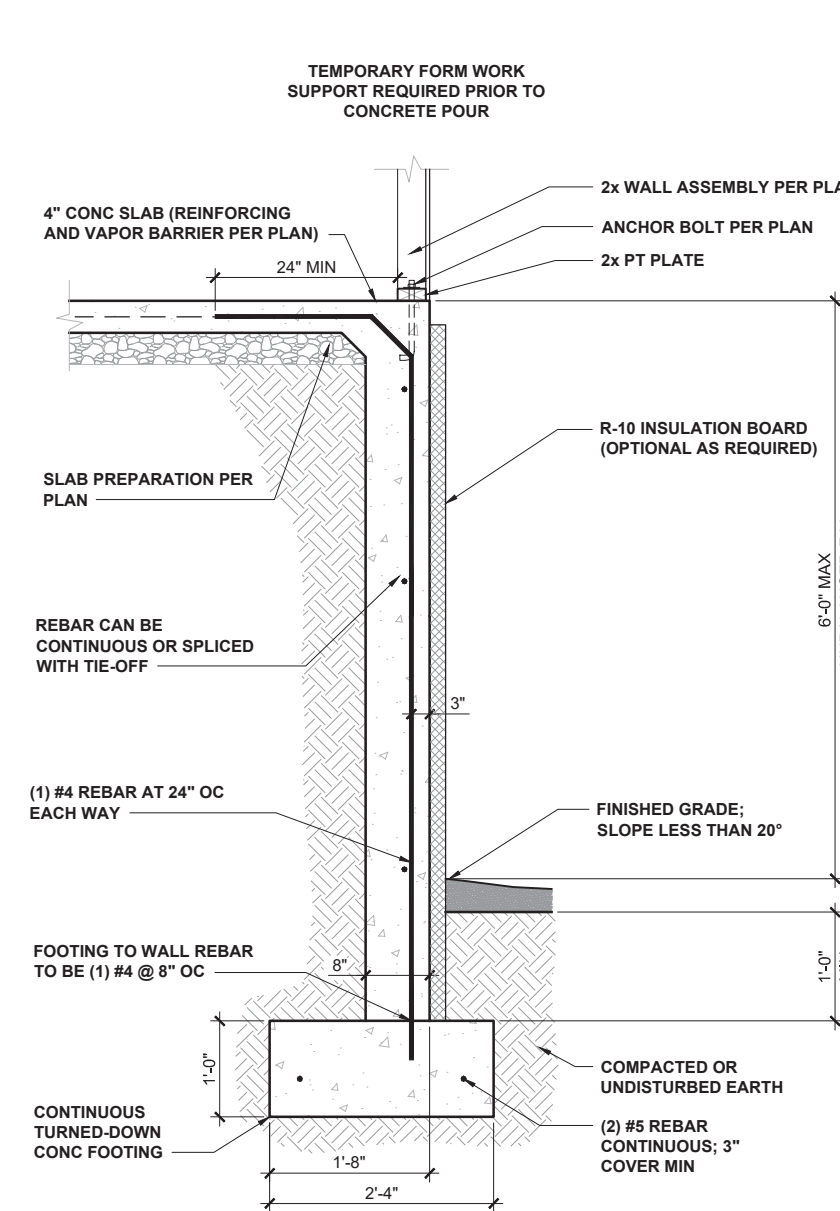 TEMPORARY FORM WORK
SUPPORT REQUIRED PRIOR TO
CONCRETE POUR
2x WALL ASSEMBLY PER
4" CONC SLAB (REINFORCING
AND VAPOR BARRIER PER PLAN)
ANCHOR BOLT PER PLAN
2x PT PLATE
24" MIN
R-10 INSULATION BOARD
(OPTIONAL AS REQUIRED)
SLAB PREPARATION PER
PLAN
6'-0" MAX
REBAR CAN BE
CONTINUOUS OR SPLICED
WITH TIE-OFF
3"
(1) #4 REBAR AT 24" OC
EACH WAY
FINISHED GRADE;
SLOPE LESS THAN 20°
FOOTING TO WALL REBAR
TO BE (1) #4 @ 8" OC
8"
1'-0"
1'-0"
COMPACTED OR
UNDISTURBED EARTH
CONTINUOUS
TURNED-DOWN
CONC FOOTING
(2) #5 REBAR
CONTINUOUS; 3"
COVER MIN
1'-8"
2'-4"